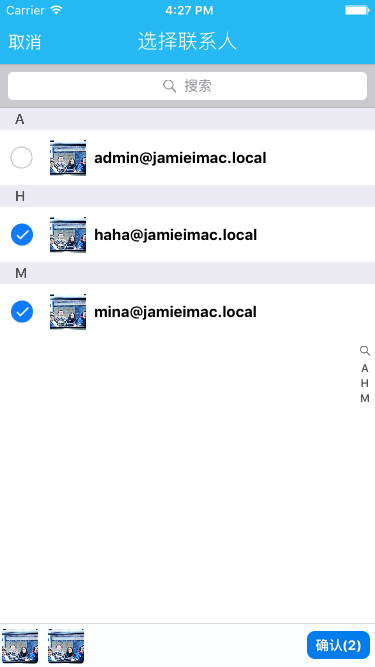 Carrier 4:27 PM
取消 选择联系人
搜索
A
admin@jamieimac.local
H
haha@jamieimac.local
M
mina@jamieimac.local
A
H
M
确认(2)